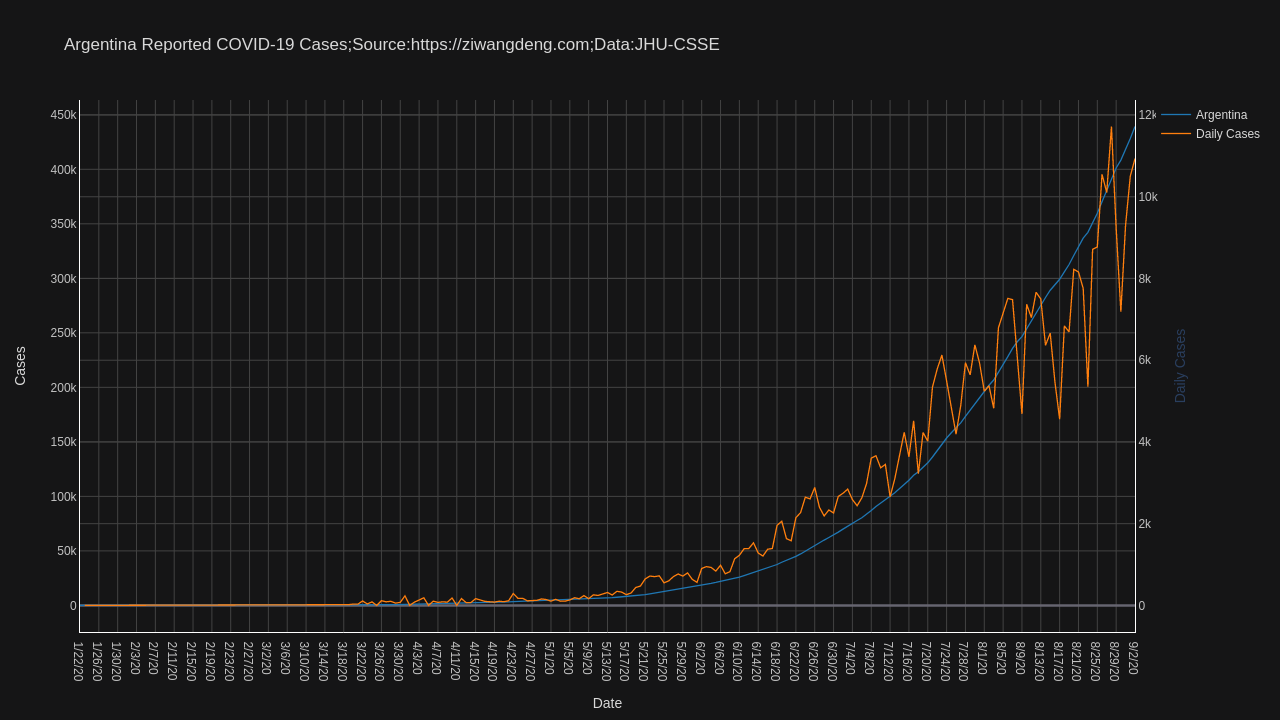 Argentina Reported COVID-19 Cases;Source:https://ziwangdeng.com;Data:JHU-CSSE
450k
400k
350k
300k
250k
200k
150k
100k
50k
0
Cases
12k
10k
8k
6k
4k
2k
0
Daily Cases
Argentina
Daily Cases
1/22/20
1/26/20
1/30/20
2/3/20
2/7/20
2/11/20
2/15/20
2/19/20
2/23/20
2/27/20
3/2/20
3/6/20
3/10/20
3/14/20
3/18/20
3/22/20
3/26/20
3/30/20
4/3/20
4/7/20
4/11/20
4/15/20
4/19/20
4/23/20
4/27/20
5/1/20
5/5/20
5/9/20
5/13/20
5/17/20
5/21/20
5/25/20
5/29/20
6/2/20
6/6/20
6/10/20
6/14/20
6/18/20
6/22/20
6/26/20
6/30/20
7/4/20
7/8/20
7/12/20
7/16/20
7/20/20
7/24/20
7/28/20
8/1/20
8/5/20
8/9/20
8/13/20
8/17/20
8/21/20
8/25/20
8/29/20
9/2/20
Date